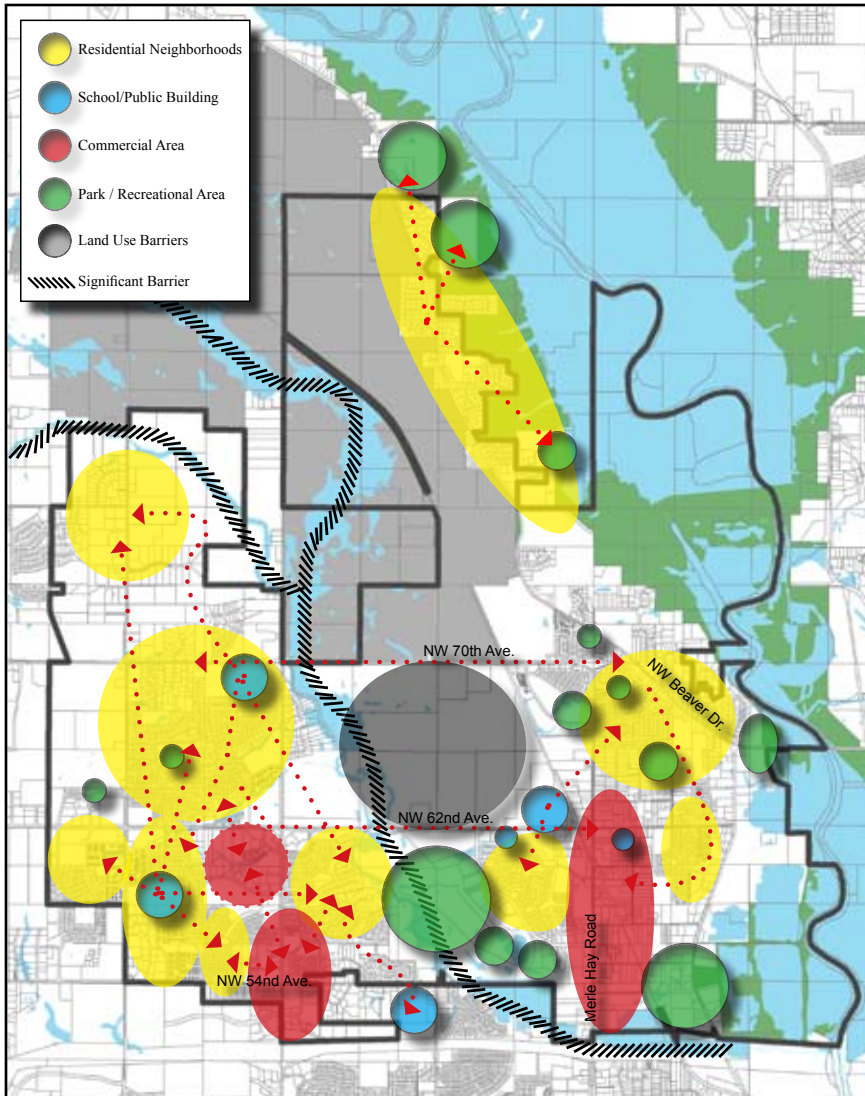 Residential Neighborhoods
School/Public Building
Commercial Area
Park / Recreational Area
Land Use Barriers
Significant Barrier
NW 70th Ave.
NW Beaver Dr.
NW 62nd Ave.
Merle Hay Road
NW 54nd Ave.